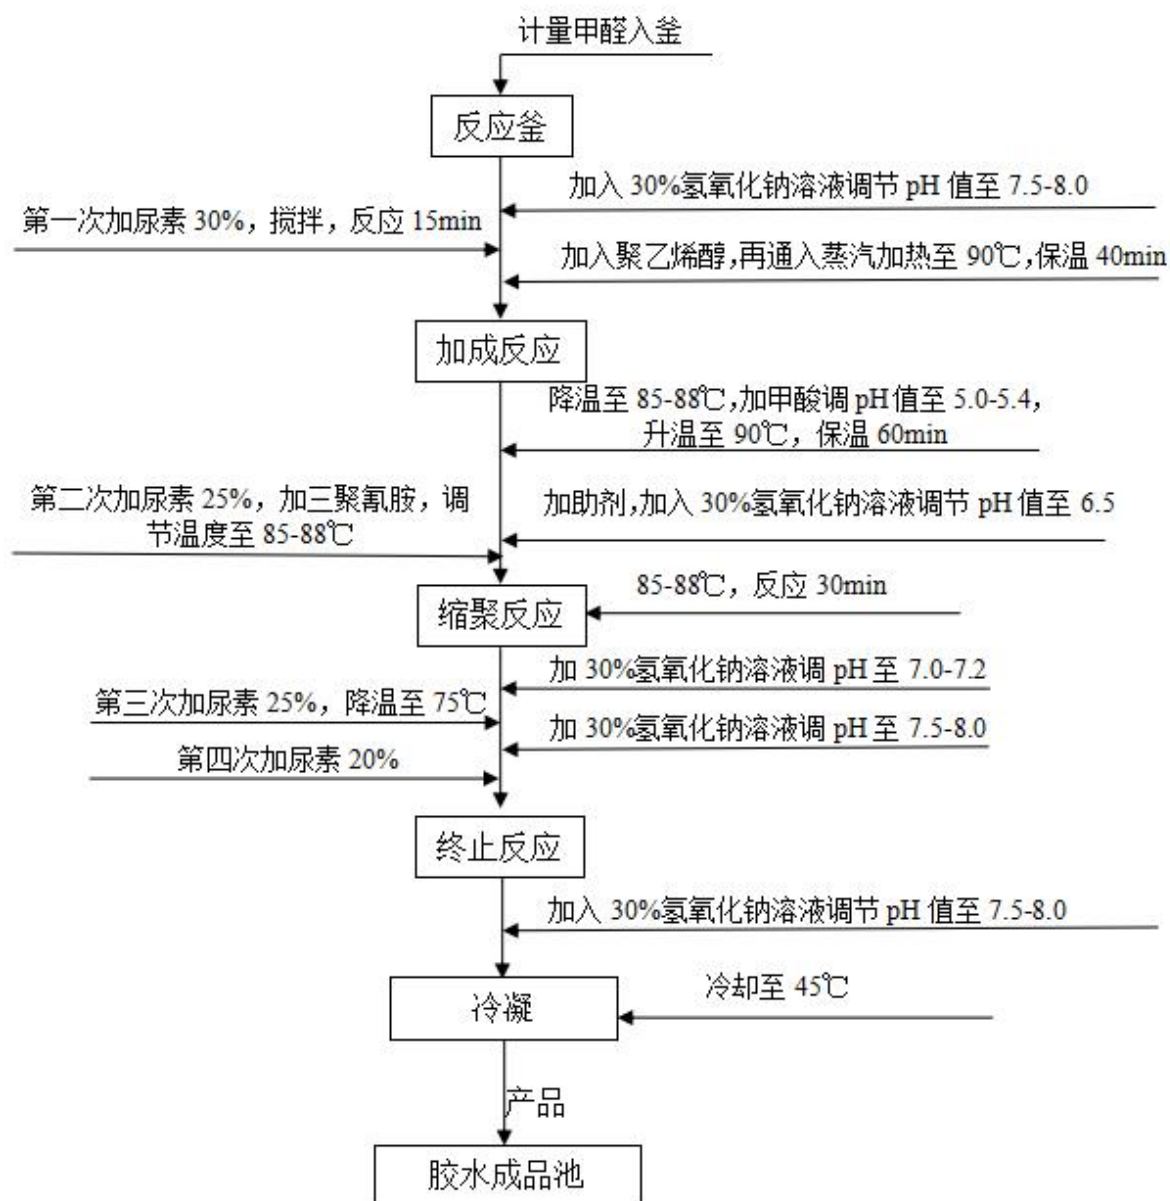 计量甲醛入釜
反应釜
加入 30%氢氧化钠溶液调节 pH 值至 7.5-8.0
第一次加尿素 30%，搅拌，反应 15min
加入聚乙烯醇，再通入蒸汽加热至 90℃，保温 40min
加成反应
降温至 85-88℃，加甲酸调 pH 值至 5.0-5.4，
升温至 90℃，保温 60min
第二次加尿素 25%，加三聚氰胺，调
节温度至 85-88℃
加助剂，加入 30%氢氧化钠溶液调节 pH 值至 6.5
85-88℃，反应 30min
缩聚反应
加 30%氢氧化钠溶液调 pH 至 7.0-7.2
第三次加尿素 25%，降温至 75℃
加 30%氢氧化钠溶液调 pH 至 7.5-8.0
第四次加尿素 20%
终止反应
加入 30%氢氧化钠溶液调节 pH 值至 7.5-8.0
冷却至 45℃
冷凝
产品
胶水成品池